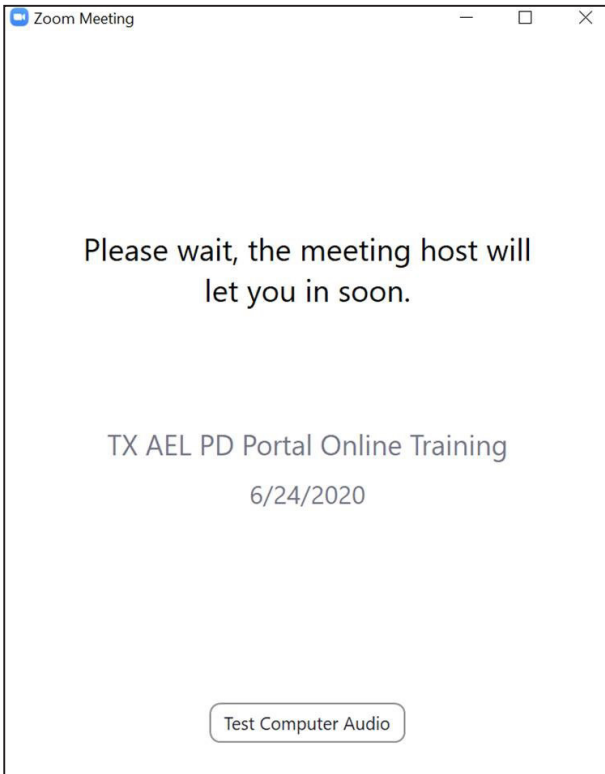 Zoom Meeting
Please wait, the meeting host will
let you in soon.
TX AEL PD Portal Online Training
6/24/2020
Test Computer Audio